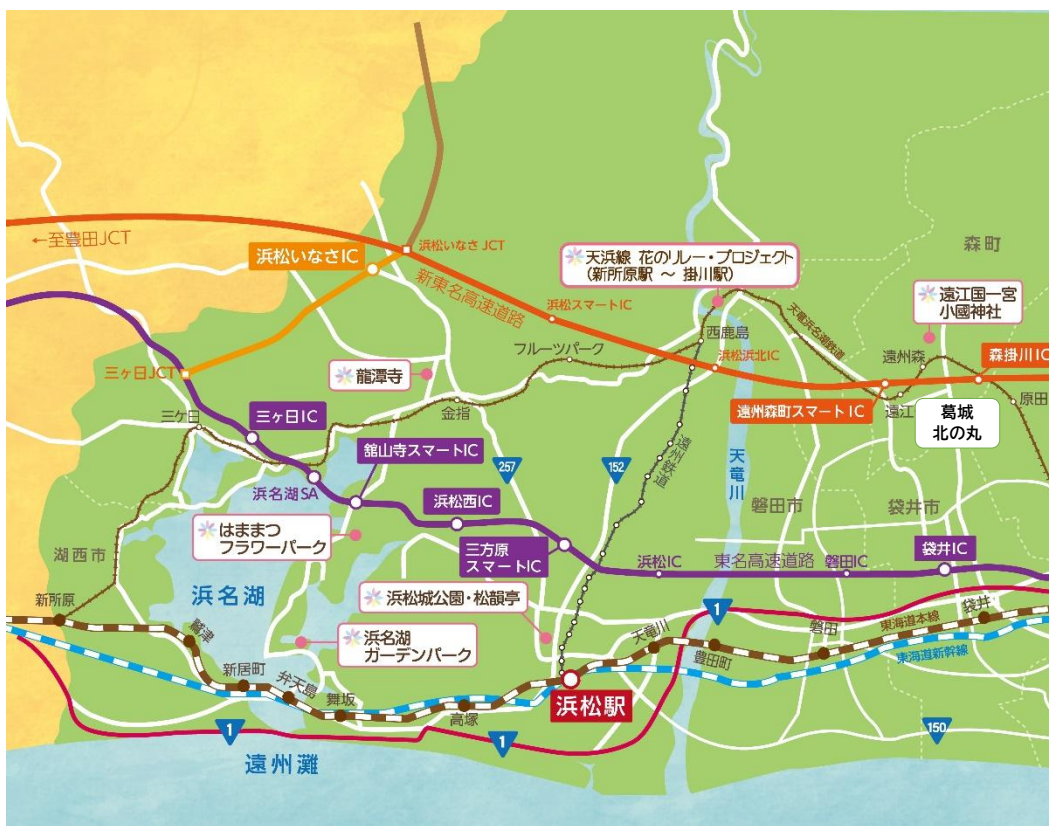 ←至豊田JCT
浜松いなさIC
浜松いなさJCT
新東名高速道路
天浜線 花のリレー・プロジェクト
(新所原駅 ～ 掛川駅)
森町
遠江国一宮
小國神社
浜松スマートIC
天竜浜名湖鉄道
西鹿島
フルーツパーク
浜松浜北IC
遠州森
森掛川IC
三ヶ日JCT
龍潭寺
遠州森町スマートIC
遠江
原田
葛城
北の丸
三ケ日
三ヶ日IC
金指
舘山寺スマートIC
257
152
遠州鉄道
天竜川
磐田市
袋井市
浜名湖SA
浜松西IC
はままつ
フラワーパーク
三方原
スマートIC
浜松IC
東名高速道路
磐田IC
袋井IC
湖西市
浜名湖
新所原
浜松城公園・松韻亭
1
浜名湖
ガーデンパーク
鷲津
天竜川
豊田町
磐田
東海道本線
袋井
東海道新幹線
新居町
弁天島
舞坂
高塚
浜松駅
1
1
150
遠州灘